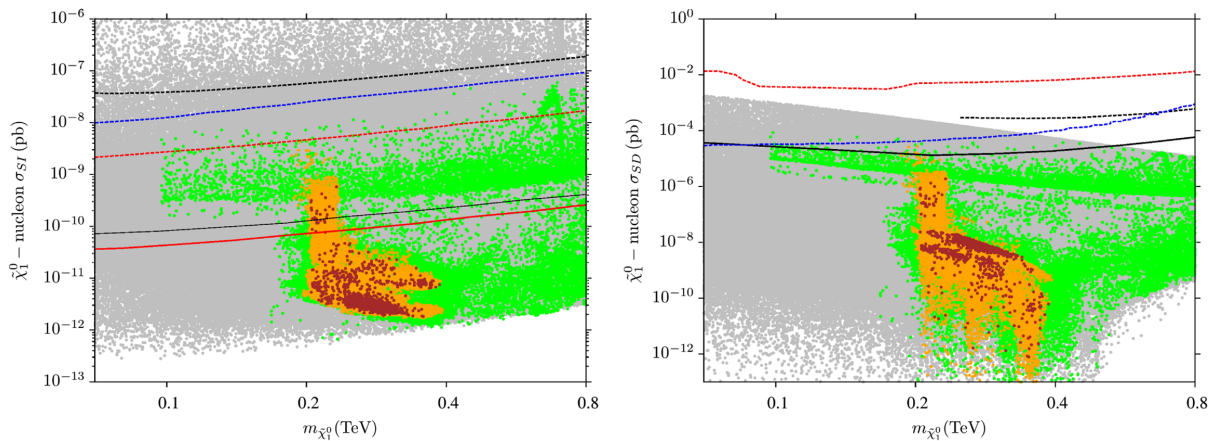 10⁻⁶
10⁻⁷
10⁻⁸
10⁻⁹
10⁻¹⁰
10⁻¹¹
10⁻¹²
10⁻¹³
χ̃₁⁰ − nucleon σ_SI (pb)
0.1 0.2 0.4 0.8
m_χ̃₁⁰(TeV)
10⁰
10⁻²
10⁻⁴
10⁻⁶
10⁻⁸
10⁻¹⁰
10⁻¹²
χ̃₁⁰ − nucleon σ_SD (pb)
0.1 0.2 0.4 0.8
m_χ̃₁⁰(TeV)